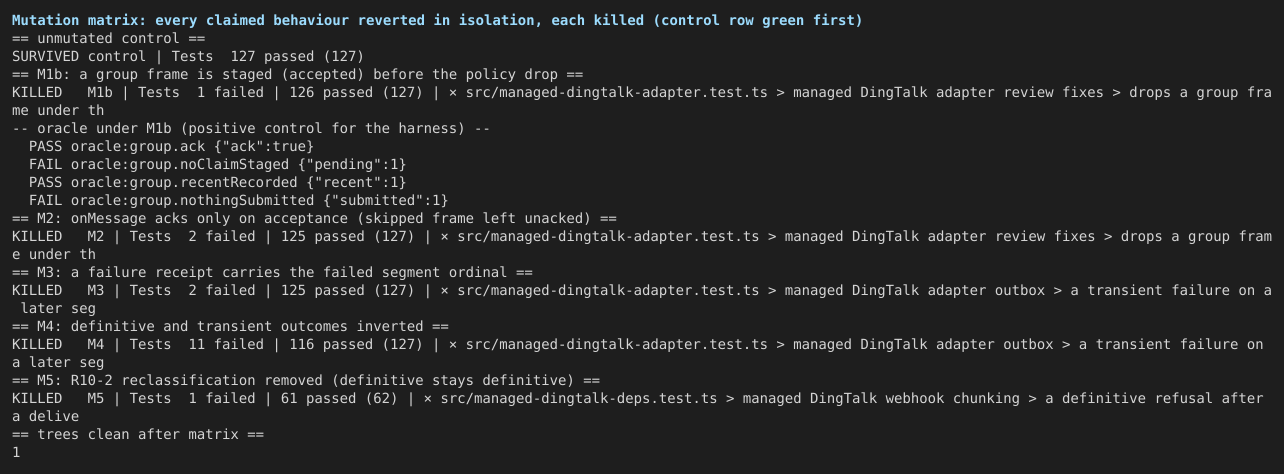 Mutation matrix: every claimed behaviour reverted in isolation, each killed (control row green first)
== unmutated control ==
SURVIVED control | Tests  127 passed (127)
== M1b: a group frame is staged (accepted) before the policy drop ==
KILLED   M1b | Tests  1 failed | 126 passed (127) | × src/managed-dingtalk-adapter.test.ts > managed DingTalk adapter review fixes > drops a group fra
me under th
-- oracle under M1b (positive control for the harness) --
  PASS oracle:group.ack {"ack":true}
  FAIL oracle:group.noClaimStaged {"pending":1}
  PASS oracle:group.recentRecorded {"recent":1}
  FAIL oracle:group.nothingSubmitted {"submitted":1}
== M2: onMessage acks only on acceptance (skipped frame left unacked) ==
KILLED   M2 | Tests  2 failed | 125 passed (127) | × src/managed-dingtalk-adapter.test.ts > managed DingTalk adapter review fixes > drops a group fram
e under th
== M3: a failure receipt carries the failed segment ordinal ==
KILLED   M3 | Tests  2 failed | 125 passed (127) | × src/managed-dingtalk-adapter.test.ts > managed DingTalk adapter outbox > a transient failure on a
 later seg
== M4: definitive and transient outcomes inverted ==
KILLED   M4 | Tests  11 failed | 116 passed (127) | × src/managed-dingtalk-adapter.test.ts > managed DingTalk adapter outbox > a transient failure on
a later seg
== M5: R10-2 reclassification removed (definitive stays definitive) ==
KILLED   M5 | Tests  1 failed | 61 passed (62) | × src/managed-dingtalk-deps.test.ts > managed DingTalk webhook chunking > a definitive refusal after
a delive
== trees clean after matrix ==
1